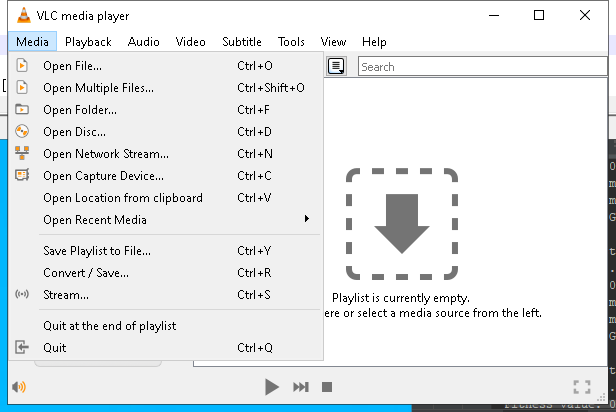 VLC media player
Media Playback Audio Video Subtitle Tools View Help
Open File... Ctrl+O
Search
Open Multiple Files... Ctrl+Shift+O
Open Folder... Ctrl+F
Open Disc... Ctrl+D
Open Network Stream... Ctrl+N
Open Capture Device... Ctrl+C
Open Location from clipboard Ctrl+V
Open Recent Media
Save Playlist to File... Ctrl+Y
Convert / Save... Ctrl+R
Stream... Ctrl+S
Playlist is currently empty.
ere or select a media source from the left.
Quit at the end of playlist
Quit Ctrl+Q